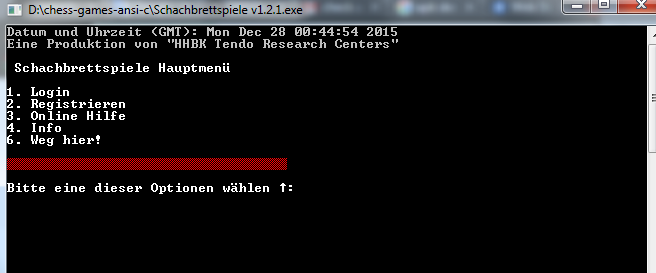 D:\chess-games-ansi-c\Schachbrettspiele v1.2.1.exe
Datum und Uhrzeit (GMT): Mon Dec 28 00:44:54 2015
Eine Produktion von "HHBK Tendo Research Centers"
Schachbrettspiele Hauptmenü
1. Login
2. Registrieren
3. Online Hilfe
4. Info
6. Weg hier!
Bitte eine dieser Optionen wählen ↑: